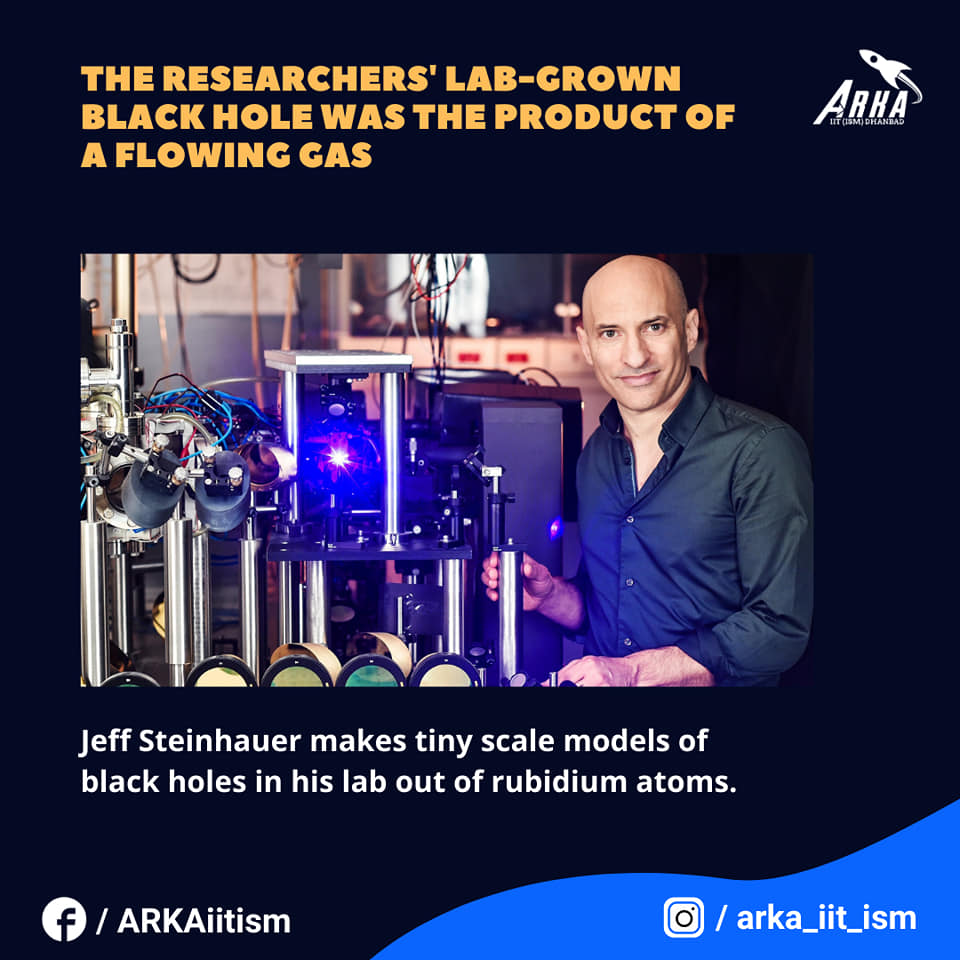 THE RESEARCHERS' LAB-GROWN
BLACK HOLE WAS THE PRODUCT OF
A FLOWING GAS
ARKA
IIT (ISM) DHANBAD
Jeff Steinhauer makes tiny scale models of
black holes in his lab out of rubidium atoms.
/ ARKAiitism
/ arka_iit_ism